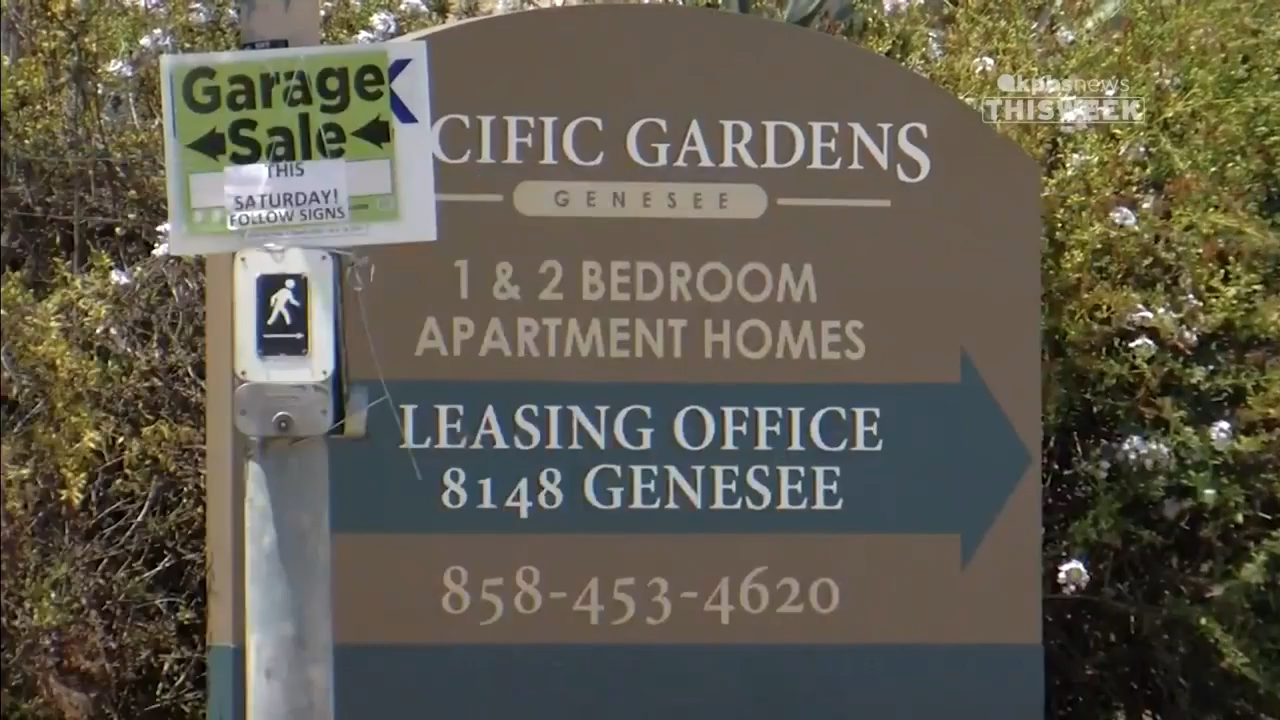 Garage
Sale
THIS
SATURDAY!
FOLLOW SIGNS
CIFIC GARDENS
GENESEE
1 & 2 BEDROOM
APARTMENT HOMES
LEASING OFFICE
8148 GENESEE
858-453-4620
kpbsnews
THIS WEEK